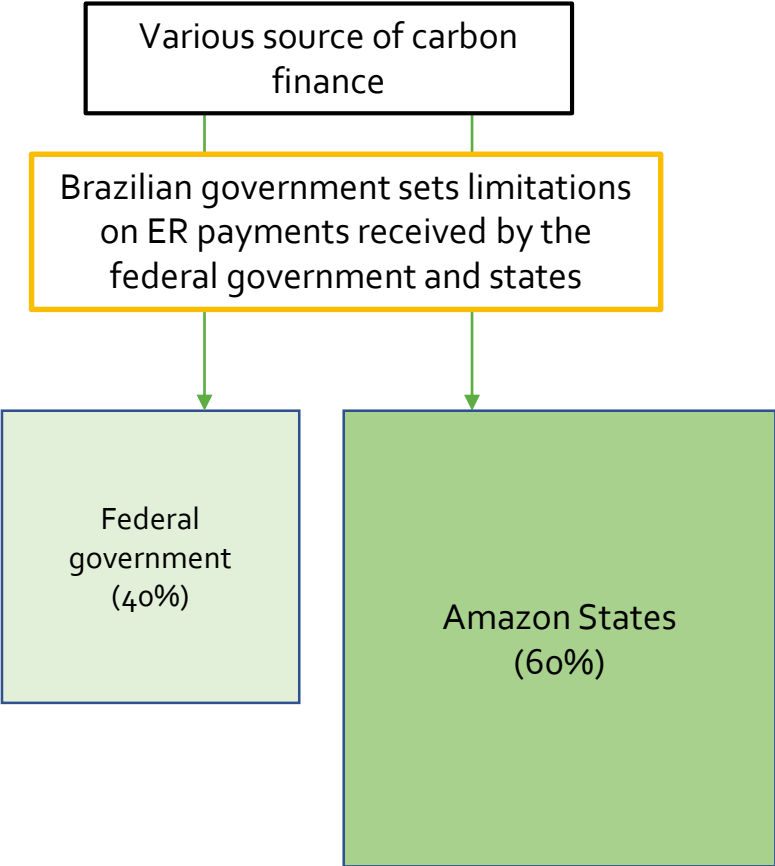 Various source of carbon
finance
Brazilian government sets limitations
on ER payments received by the
federal government and states
Federal
government
(40%)
Amazon States
(60%)